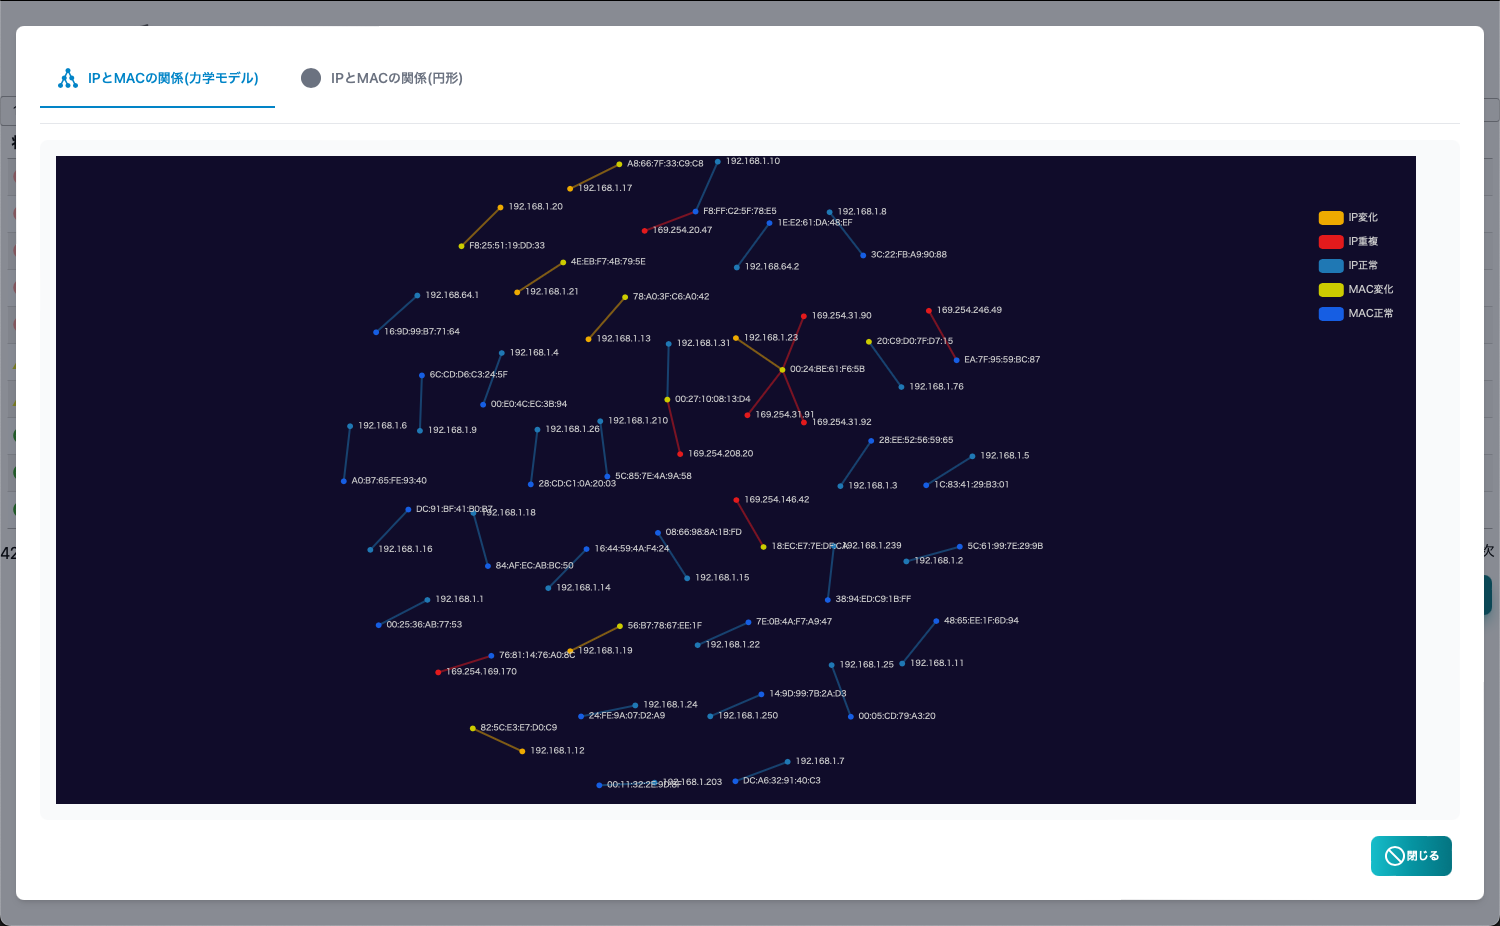 IPとMACの関係(力学モデル)
IPとMACの関係(円形)
A8:66:7F:33:C9:C8
192.168.1.10
192.168.1.17
192.168.1.20
F8:FF:C2:5F:78:E5
192.168.1.8
1E:E2:61:DA:48:EF
IP変化
169.254.20.47
F8:25:51:19:DD:33
IP重複
3C:22:FB:A9:90:88
4E:EB:F7:4B:79:5E
192.168.64.2
IP正常
192.168.1.21
MAC変化
192.168.64.1
78:A0:3F:C6:A0:42
169.254.246.49
MAC正常
169.254.31.90
16:9D:99:B7:71:64
192.168.1.13
192.168.1.31
192.168.1.23
20:C9:D0:7F:D7:15
192.168.1.4
EA:7F:95:59:BC:87
6C:CD:D6:C3:24:5F
00:24:BE:61:F6:5B
192.168.1.76
00:E0:4C:EC:3B:94
00:27:10:08:13:D4
169.254.31.91
192.168.1.6
192.168.1.9
192.168.1.26
192.168.1.210
169.254.31.92
28:EE:52:56:59:65
169.254.208.20
192.168.1.5
A0:B7:65:FE:93:40
28:CD:C1:0A:20:03
5C:85:7E:4A:9A:58
192.168.1.3
1C:83:41:29:B3:01
169.254.146.42
DC:91:BF:41:B0:B7
192.168.1.18
08:66:98:8A:1B:FD
192.168.1.16
16:44:59:4A:F4:24
192.168.1.239
5C:61:99:7E:29:9B
84:AF:EC:AB:BC:50
192.168.1.2
192.168.1.14
192.168.1.15
192.168.1.1
38:94:ED:C9:1B:FF
00:25:36:AB:77:53
56:B7:78:67:EE:1F
7E:0B:4A:F7:A9:47
48:65:EE:1F:6D:94
76:81:14:76:A0:8C
192.168.1.19
192.168.1.22
169.254.169.170
192.168.1.25
192.168.1.11
14:9D:99:7B:2A:D3
192.168.1.24
24:FE:9A:07:D2:A9
192.168.1.250
00:05:CD:79:A3:20
82:5C:E3:E7:D0:C9
192.168.1.12
192.168.1.7
192.168.1.203
DC:A6:32:91:40:C3
42
次
閉じる